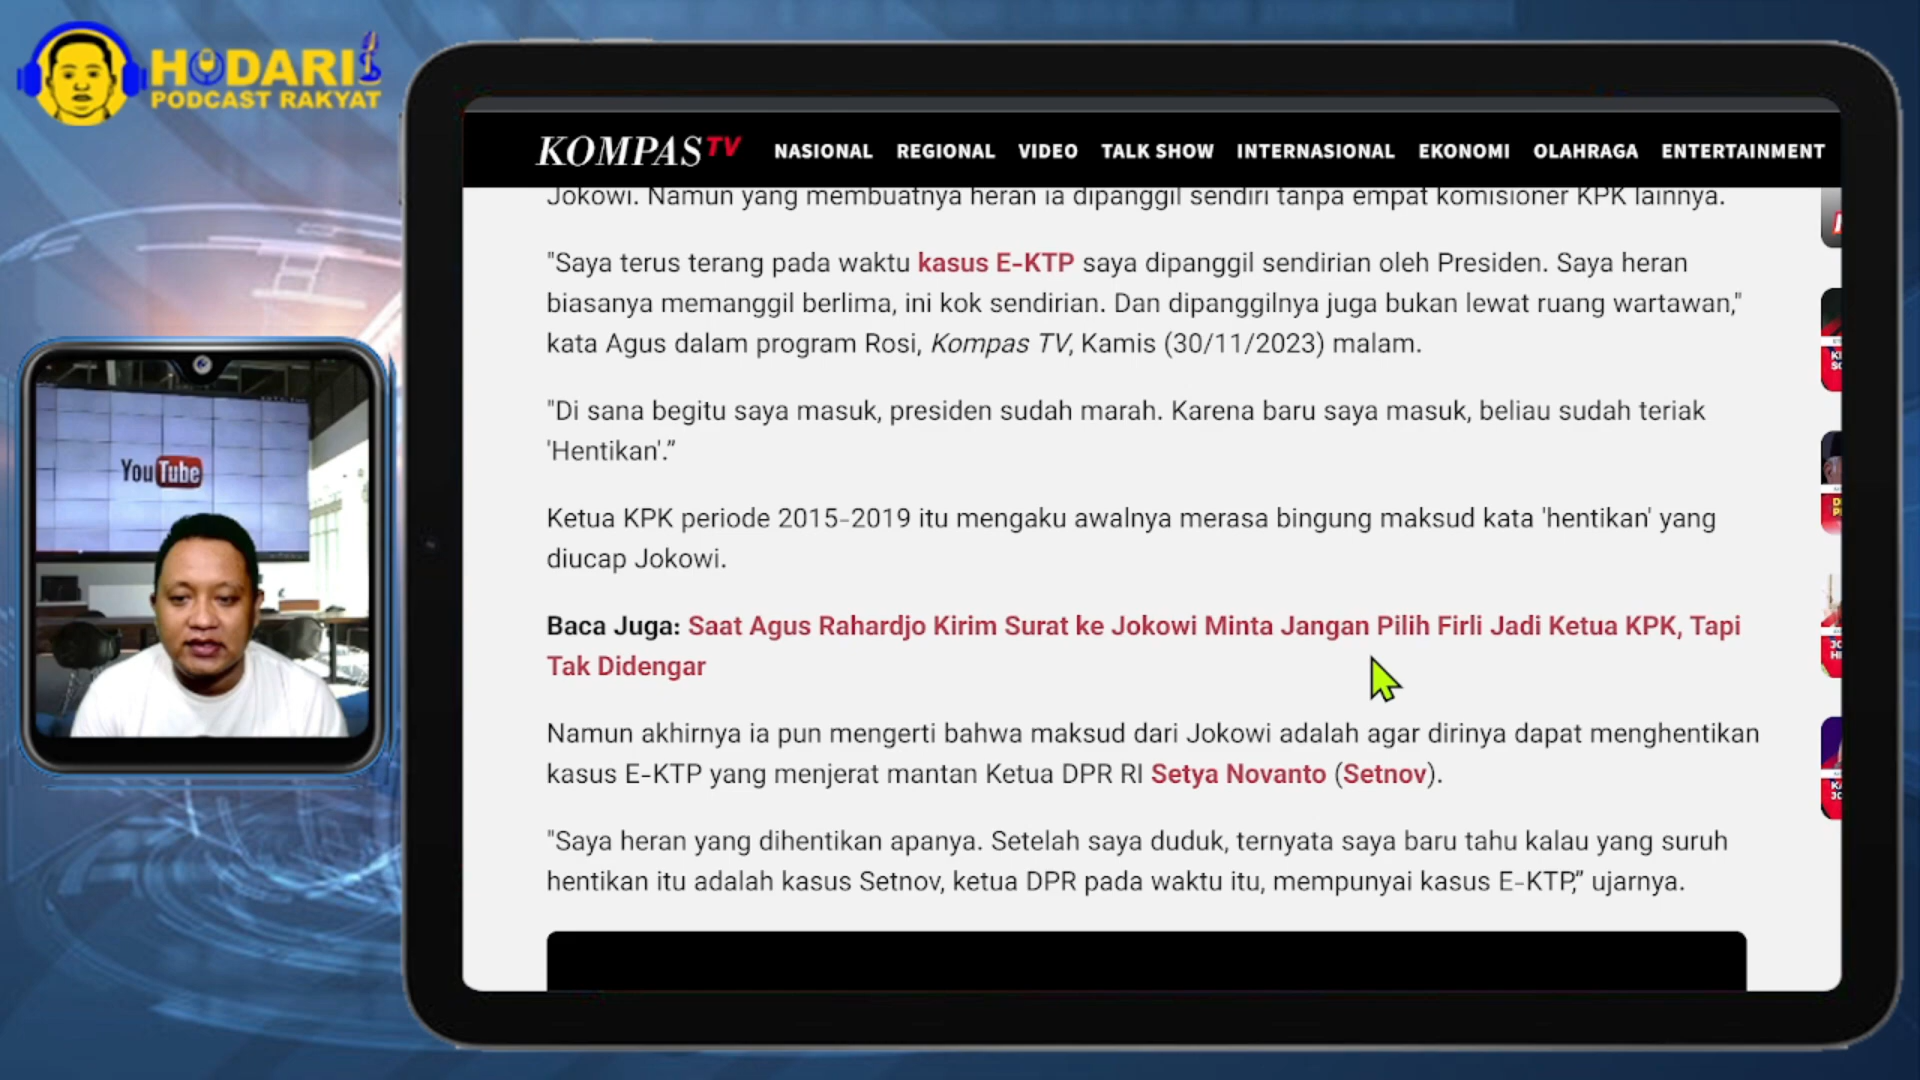 HODARI
PODCAST RAKYAT
KOMPAS TV NASIONAL REGIONAL VIDEO TALK SHOW INTERNASIONAL EKONOMI OLAHRAGA ENTERTAINMENT
Jokowi. Namun yang membuatnya heran ia dipanggil sendiri tanpa empat komisioner KPK lainnya.
"Saya terus terang pada waktu kasus E-KTP saya dipanggil sendirian oleh Presiden. Saya heran
biasanya memanggil berlima, ini kok sendirian. Dan dipanggilnya juga bukan lewat ruang wartawan,"
kata Agus dalam program Rosi, Kompas TV, Kamis (30/11/2023) malam.
"Di sana begitu saya masuk, presiden sudah marah. Karena baru saya masuk, beliau sudah teriak
'Hentikan'.”
Ketua KPK periode 2015-2019 itu mengaku awalnya merasa bingung maksud kata 'hentikan' yang
diucap Jokowi.
Baca Juga: Saat Agus Rahardjo Kirim Surat ke Jokowi Minta Jangan Pilih Firli Jadi Ketua KPK, Tapi
Tak Didengar
Namun akhirnya ia pun mengerti bahwa maksud dari Jokowi adalah agar dirinya dapat menghentikan
kasus E-KTP yang menjerat mantan Ketua DPR RI Setya Novanto (Setnov).
"Saya heran yang dihentikan apanya. Setelah saya duduk, ternyata saya baru tahu kalau yang suruh
hentikan itu adalah kasus Setnov, ketua DPR pada waktu itu, mempunyai kasus E-KTP,” ujarnya.
YouTube